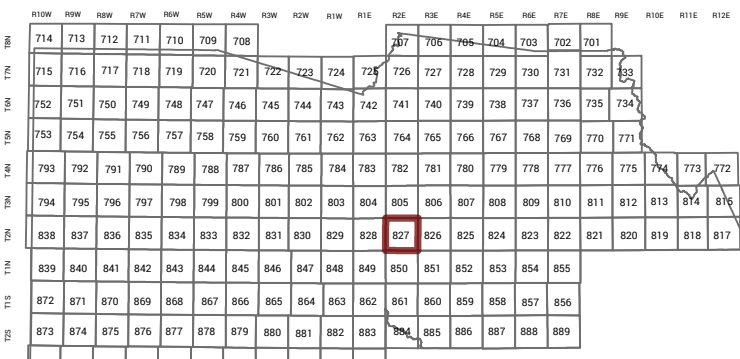 R10W R9W R8W R7W R6W R5W R4W R3W R2W R1W R1E R2E R3E R4E R5E R6E R7E R8E R9E R10E R11E R12E
T8N 714 713 712 711 710 709 708 707 706 705 704 703 702 701
T7N 715 716 717 718 719 720 721 722 723 724 725 726 727 728 729 730 731 732 733
T6N 752 751 750 749 748 747 746 745 744 743 742 741 740 739 738 737 736 735 734
T5N 753 754 755 756 757 758 759 760 761 762 763 764 765 766 767 768 769 770 771
T4N 793 792 791 790 789 788 787 786 785 784 783 782 781 780 779 778 777 776 775 774 773 772
T3N 794 795 796 797 798 799 800 801 802 803 804 805 806 807 808 809 810 811 812 813 814 815
T2N 838 837 836 835 834 833 832 831 830 829 828 827 826 825 824 823 822 821 820 819 818 817
T1N 839 840 841 842 843 844 845 846 847 848 849 850 851 852 853 854 855
T1S 872 871 870 869 868 867 866 865 864 863 862 861 860 859 858 857 856
T2S 873 874 875 876 877 878 879 880 881 882 883 884 885 886 887 888 889